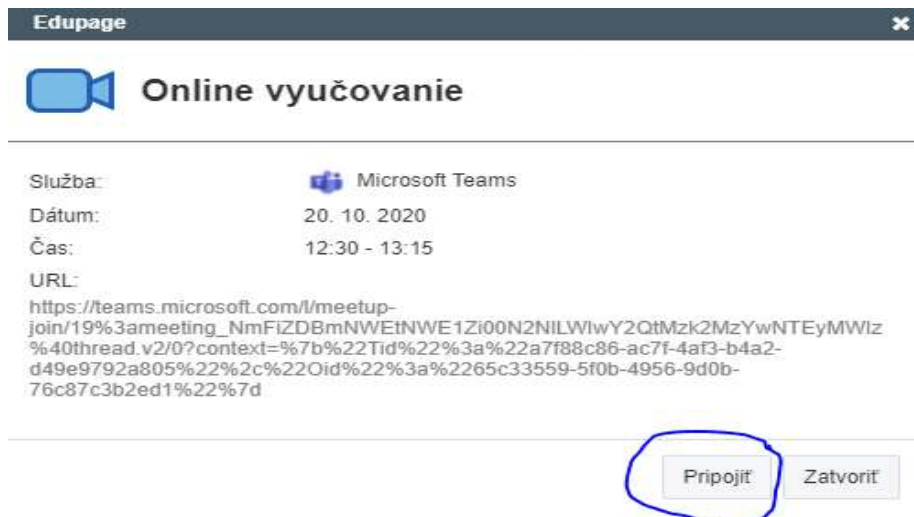 Edupage
Online vyučovanie
Služba: Microsoft Teams
Dátum: 20. 10. 2020
Čas: 12:30 - 13:15
URL:
https://teams.microsoft.com/l/meetup-
join/19%3ameeting_NmFiZDBmNWEtNWE1Zi00N2NlLWIwY2QtMzk2MzYwNTEyMWIz
%40thread.v2/0?context=%7b%22Tid%22%3a%22a7f88c86-ac7f-4af3-b4a2-
d49e9792a805%22%2c%22Oid%22%3a%2265c33559-5f0b-4956-9d0b-
76c87c3b2ed1%22%7d
Pripojiť Zatvoriť